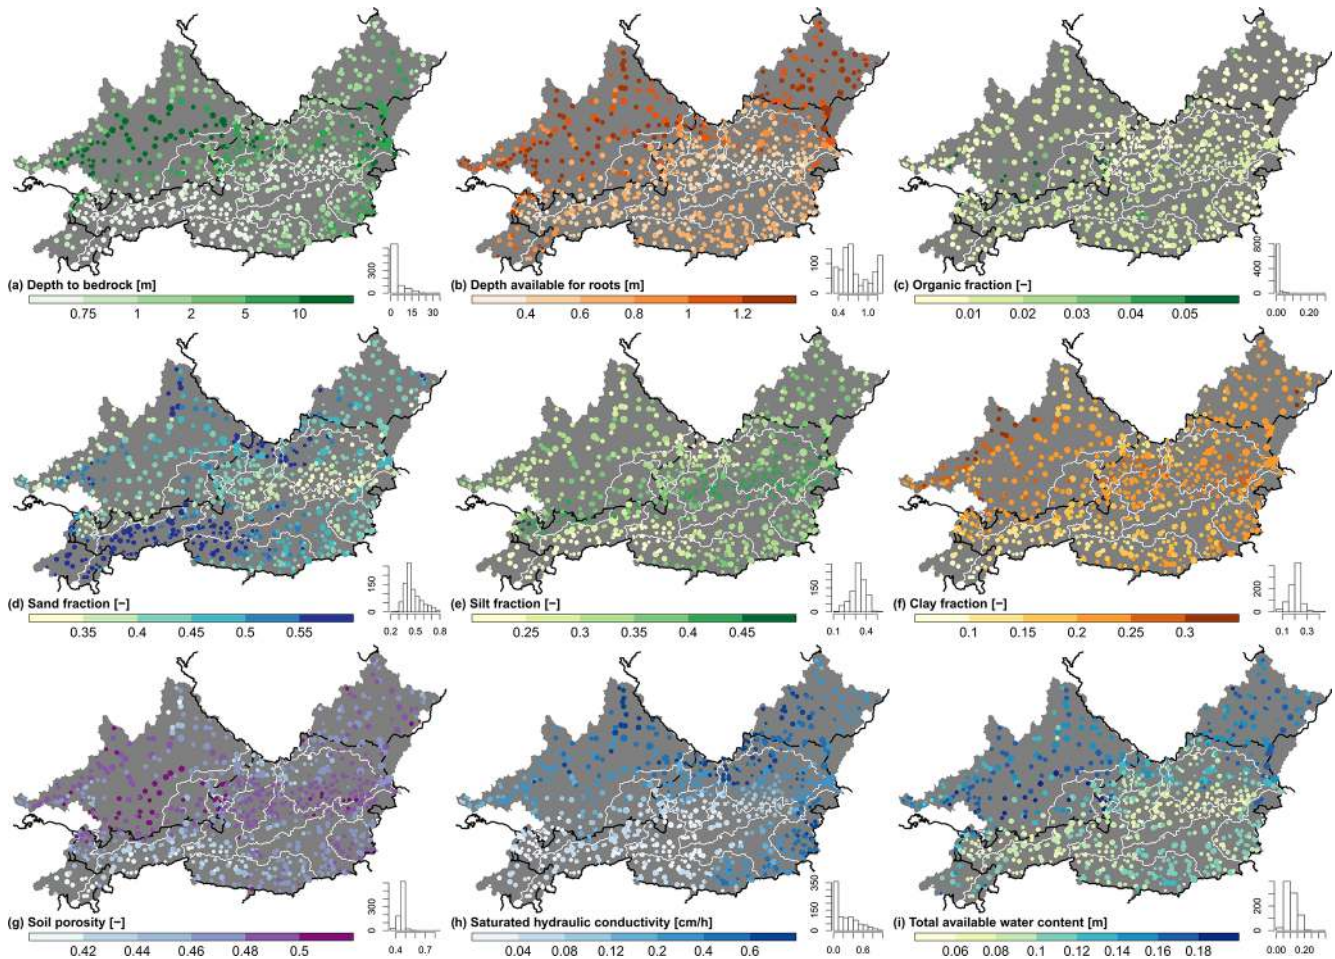 300
0
0 15 30
(a) Depth to bedrock [m]
0.75 1 2 5 10
100
0
0.4 1.0
(b) Depth available for roots [m]
0.4 0.6 0.8 1 1.2
800
400
0
0.00 0.20
(c) Organic fraction [−]
0.01 0.02 0.03 0.04 0.05
150
0
0.2 0.5 0.8
(d) Sand fraction [−]
0.35 0.4 0.45 0.5 0.55
150
0
0.1 0.4
(e) Silt fraction [−]
0.25 0.3 0.35 0.4 0.45
200
0
0.1 0.3
(f) Clay fraction [−]
0.1 0.15 0.2 0.25 0.3
300
0
0.4 0.8
(g) Soil porosity [−]
0.42 0.44 0.46 0.48 0.5
350
150
0
0.0 0.6
(h) Saturated hydraulic conductivity [cm/h]
0.04 0.08 0.12 0.2 0.4 0.6
200
0
0.00 0.20
(i) Total available water content [m]
0.06 0.08 0.1 0.12 0.14 0.16 0.18